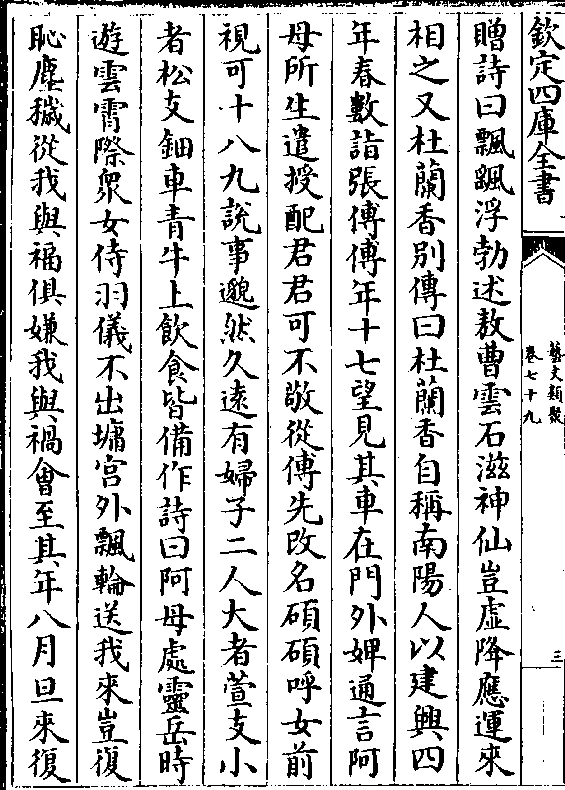 欽定四庫全書
藝文類聚
卷七十九
三
贈詩曰飄颻浮勃述敖曹雲石滋神仙豈虛降應運來
相之又杜蘭香别傳曰杜蘭香自稱南陽人以建興四
年春數詣張傅傅年十七望見其車在門外婢通言阿
母所生遣授配君君可不敬從傅先改名碩碩呼女前
視可十八九說事邈然久遠有婦子二人大者萱支小
者松支鈿車青牛上飲食皆備作詩曰阿母處靈岳時
遊雲霄際衆女侍羽儀不出墉宫外飄輪送我來豈復
恥塵穢從我與福俱嫌我與禍會至其年八月旦來復